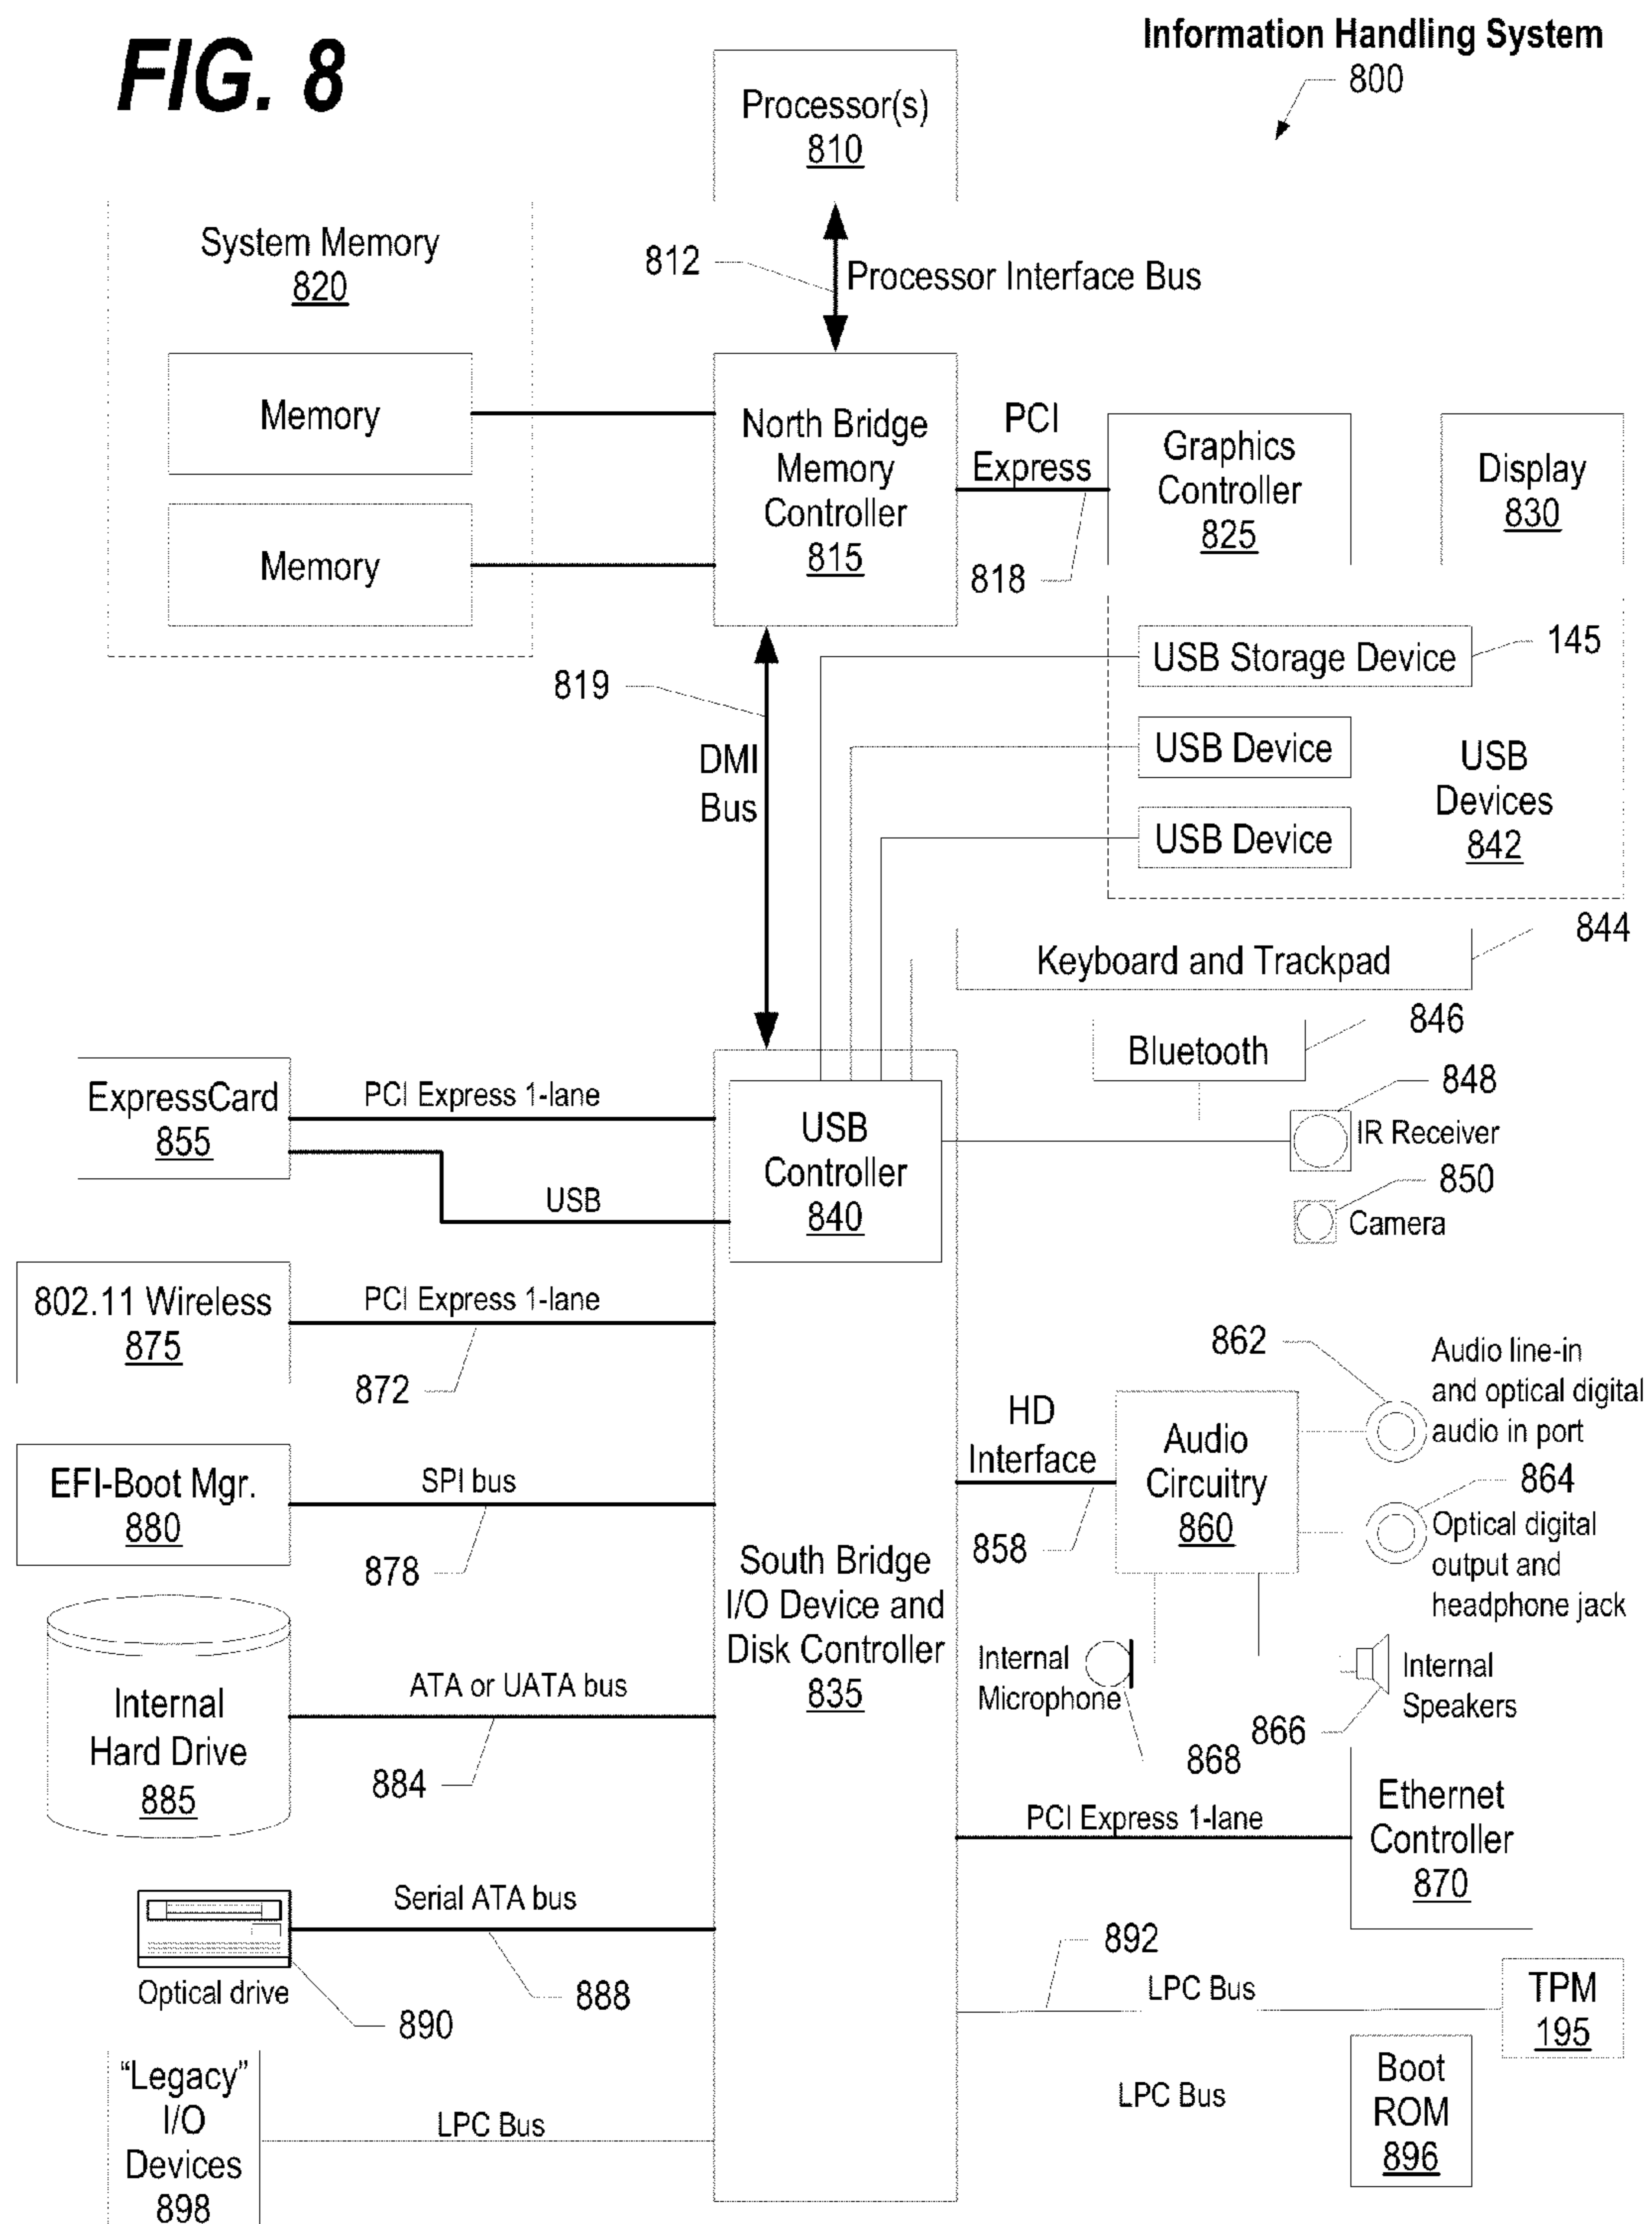 FIG. 8
Information Handling System
800
Processor(s)
810
System Memory
820
812
Processor Interface Bus
Memory
Memory
North Bridge
Memory
Controller
815
PCI
Express
818
Graphics
Controller
825
Display
830
USB Storage Device
145
USB Device
USB Device
USB
Devices
842
819
DMI
Bus
844
Keyboard and Trackpad
846
Bluetooth
848
IR Receiver
850
Camera
ExpressCard
855
PCI Express 1-lane
USB
USB
Controller
840
802.11 Wireless
875
PCI Express 1-lane
872
862
Audio line-in
and optical digital
audio in port
HD
Interface
858
Audio
Circuitry
860
864
Optical digital
output and
headphone jack
EFI-Boot Mgr.
880
SPI bus
878
South Bridge
I/O Device and
Disk Controller
835
Internal
Microphone
868
866
Internal
Speakers
Internal
Hard Drive
885
ATA or UATA bus
884
PCI Express 1-lane
Ethernet
Controller
870
Serial ATA bus
888
Optical drive
890
892
LPC Bus
TPM
195
LPC Bus
Boot
ROM
896
“Legacy”
I/O
Devices
898
LPC Bus